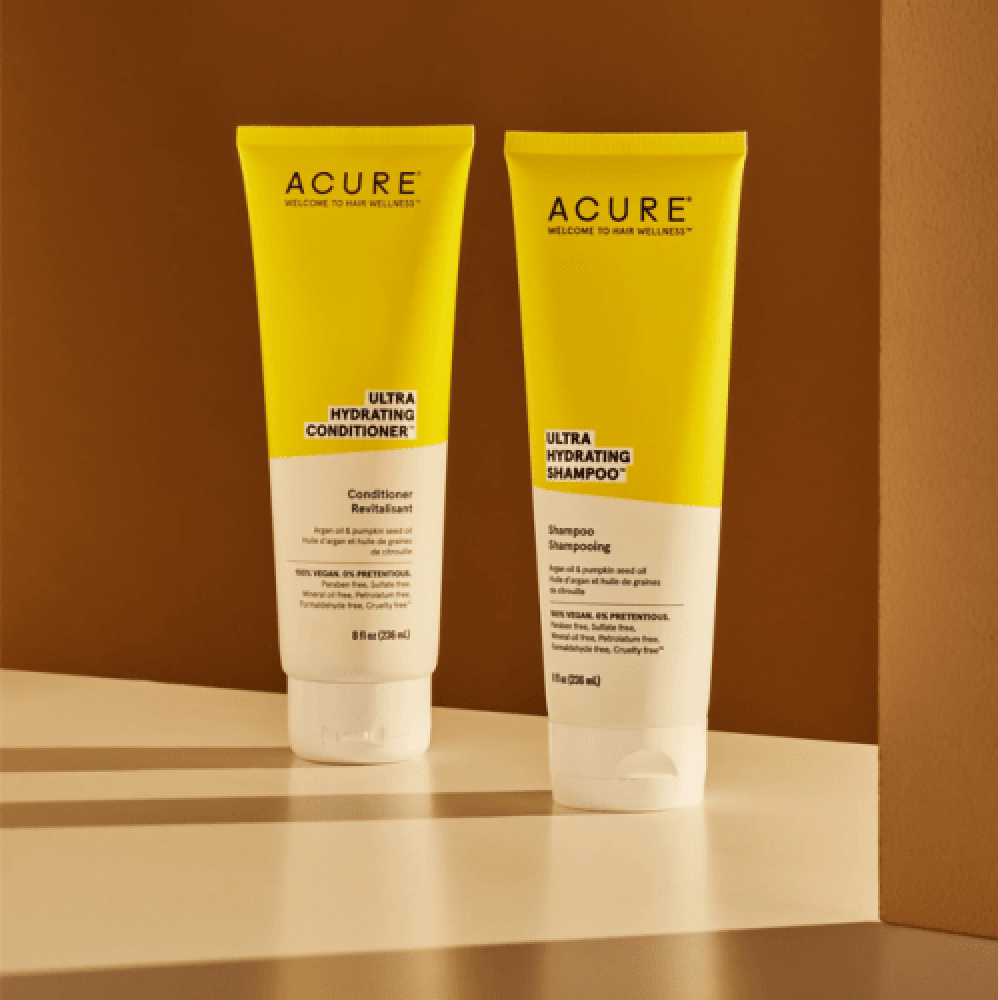 ACURE®
WELCOME TO HAIR WELLNESS™
ULTRA
HYDRATING
CONDITIONER™
Conditioner
Revitalisant
Argan oil & pumpkin seed oil
Huile d'argan et huile de graines
de citrouille
100% VEGAN. 0% PRETENTIOUS.
Paraben free, Sulfate free,
Mineral oil free, Petrolatum free,
Formaldehyde free, Cruelty free™
8 fl oz (236 mL)
ACURE®
WELCOME TO HAIR WELLNESS™
ULTRA
HYDRATING
SHAMPOO™
Shampoo
Shampooing
Argan oil & pumpkin seed oil
Huile d'argan et huile de graines
de citrouille
100% VEGAN. 0% PRETENTIOUS.
Paraben free, Sulfate free,
Mineral oil free, Petrolatum free,
Formaldehyde free, Cruelty free™
fl oz (236 mL)